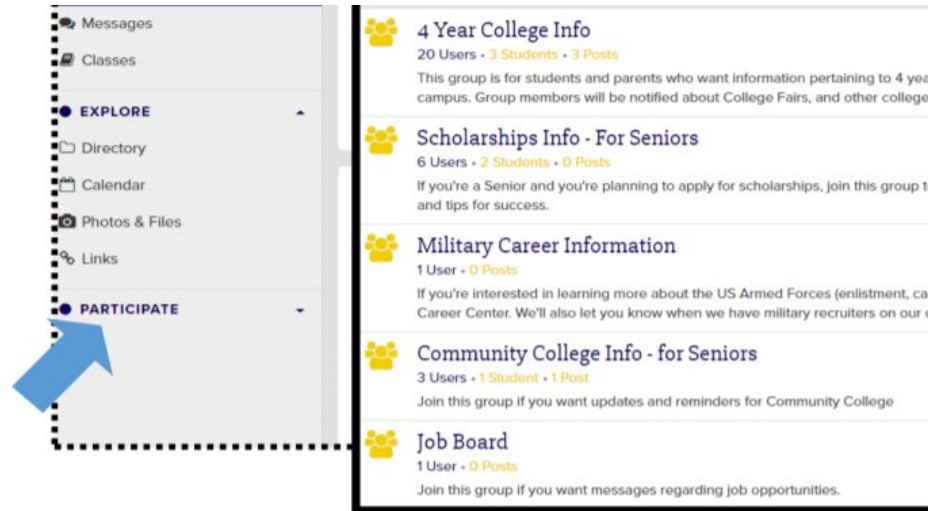 Messages
Classes
EXPLORE
Directory
Calendar
Photos & Files
Links
PARTICIPATE
4 Year College Info
20 Users • 3 Students • 3 Posts
This group is for students and parents who want information pertaining to 4 yea
campus. Group members will be notified about College Fairs, and other college
Scholarships Info - For Seniors
6 Users • 2 Students • 0 Posts
If you're a Senior and you're planning to apply for scholarships, join this group t
and tips for success.
Military Career Information
1 User • 0 Posts
If you're interested in learning more about the US Armed Forces (enlistment, ca
Career Center. We'll also let you know when we have military recruiters on our
Community College Info - for Seniors
3 Users • 1 Student • 1 Post
Join this group if you want updates and reminders for Community College
Job Board
1 User • 0 Posts
Join this group if you want messages regarding job opportunities.